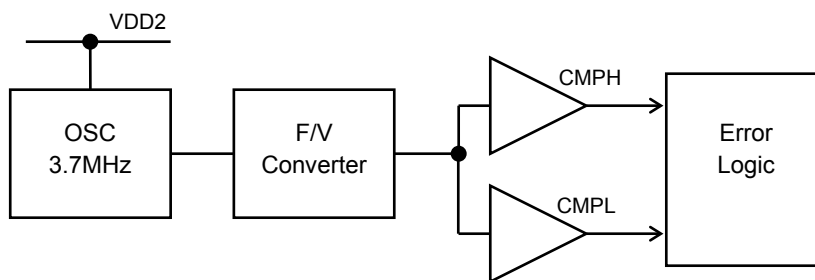 VDD2
OSC
3.7MHz
F/V
Converter
CMPH
CMPL
Error
Logic